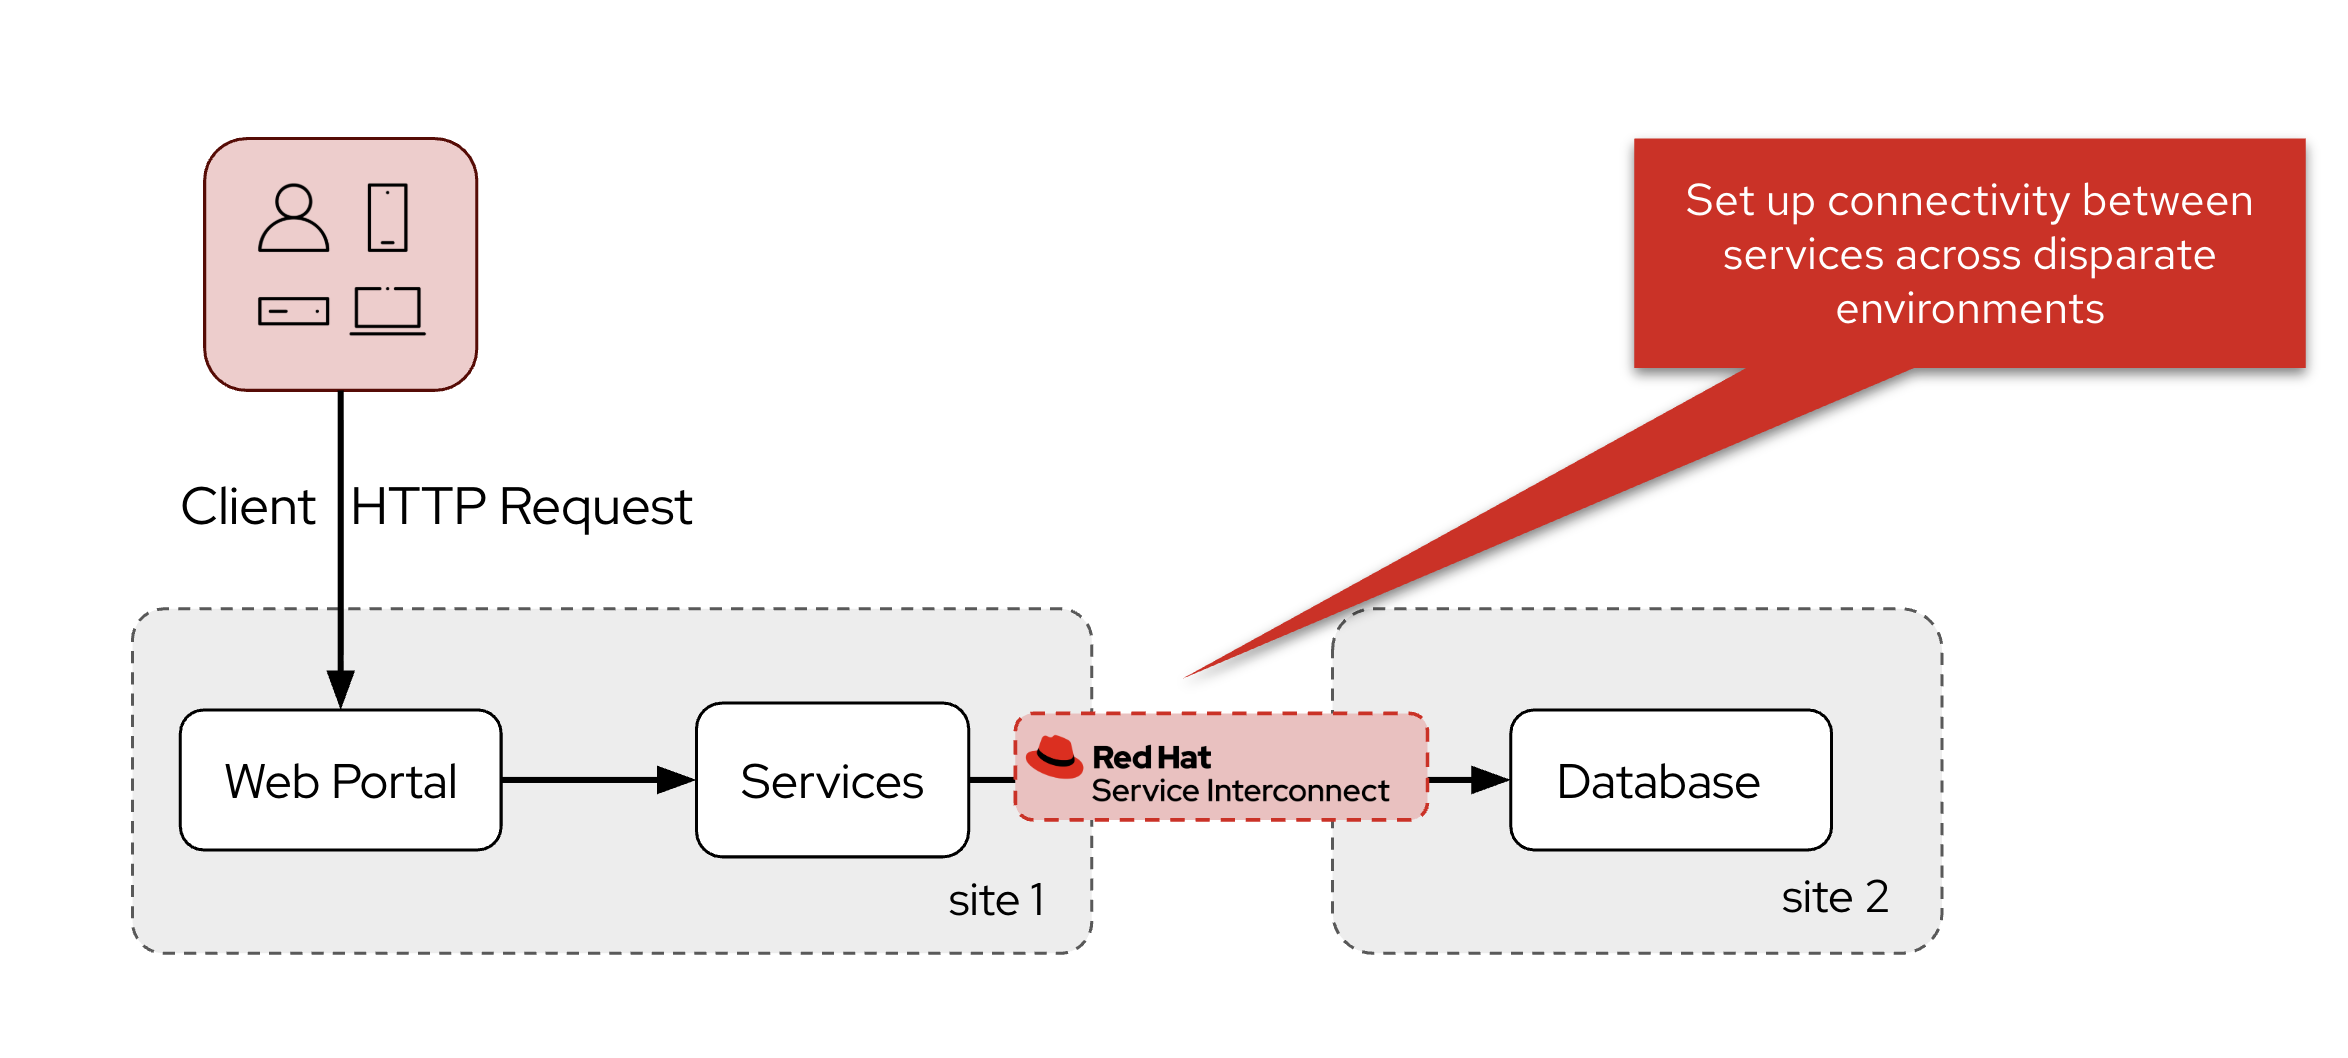 Set up connectivity between
services across disparate
environments
Client HTTP Request
Web Portal
Services
Red Hat
Service Interconnect
Database
site 1
site 2